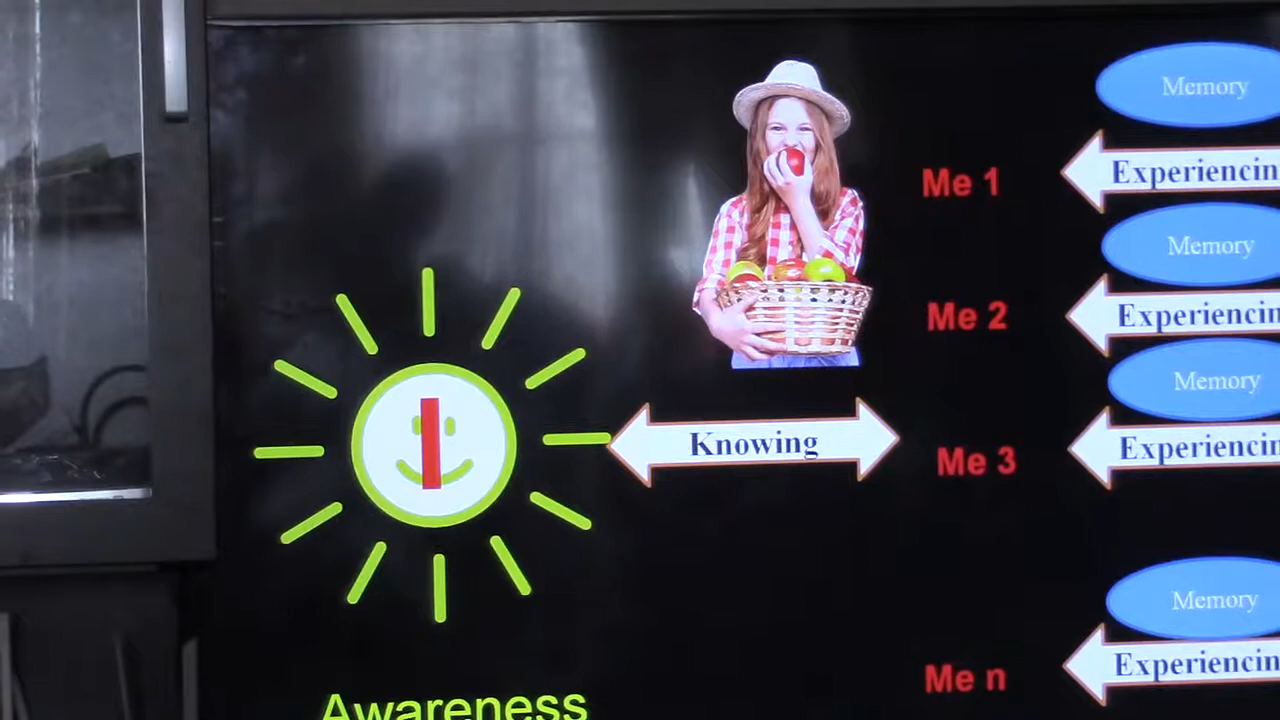 Memory
Me 1
Experiencin
Memory
Me 2
Experiencin
Memory
Knowing
Me 3
Experiencin
Memory
Me n
Experiencin
I
Awareness